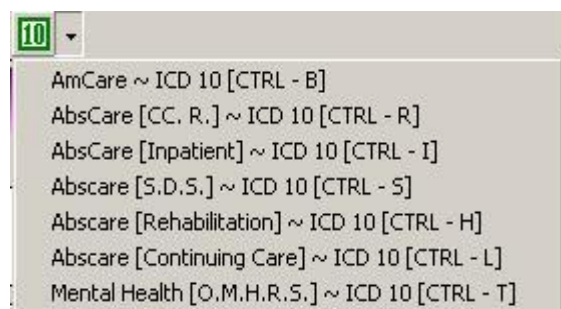 10
AmCare ~ ICD 10 [CTRL - B]
AbsCare [CC. R.] ~ ICD 10 [CTRL - R]
AbsCare [Inpatient] ~ ICD 10 [CTRL - I]
Abscare [S.D.S.] ~ ICD 10 [CTRL - S]
Abscare [Rehabilitation] ~ ICD 10 [CTRL - H]
Abscare [Continuing Care] ~ ICD 10 [CTRL - L]
Mental Health [O.M.H.R.S.] ~ ICD 10 [CTRL - T]